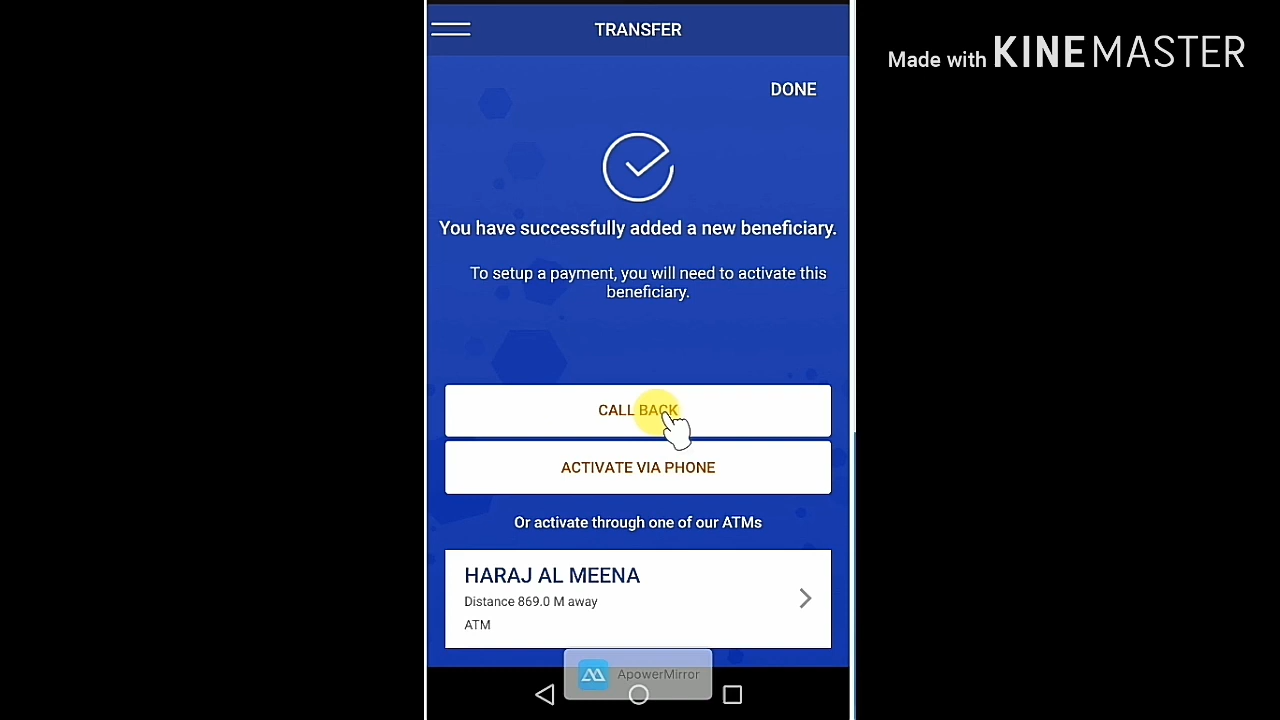 TRANSFER
Made with KINEMASTER
DONE
You have successfully added a new beneficiary.
To setup a payment, you will need to activate this
beneficiary.
CALL BACK
ACTIVATE VIA PHONE
Or activate through one of our ATMs
HARAJ AL MEENA
Distance 869.0 M away
ATM
ApowerMirror